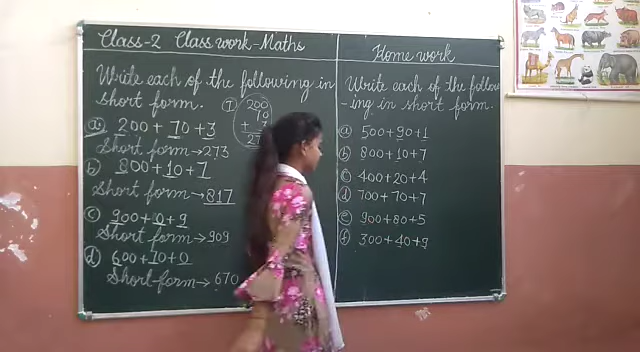 Class-2 Class work-Maths
Write each of the following in
short form.
① 200
70
+
27
ⓐ 200 + 70 + 3
Short form → 273
ⓑ 800 + 10 + 7
Short form → 817
ⓒ 900 + 0 + 9
Short form → 909
ⓓ 600 + 70 + 0
Short form → 670
Home work
Write each of the follow
-ing in short form.
ⓐ 500 + 90 + 1
ⓑ 800 + 10 + 7
ⓒ 400 + 20 + 4
ⓓ 700 + 70 + 7
ⓔ 900 + 80 + 5
ⓕ 300 + 40 + 9